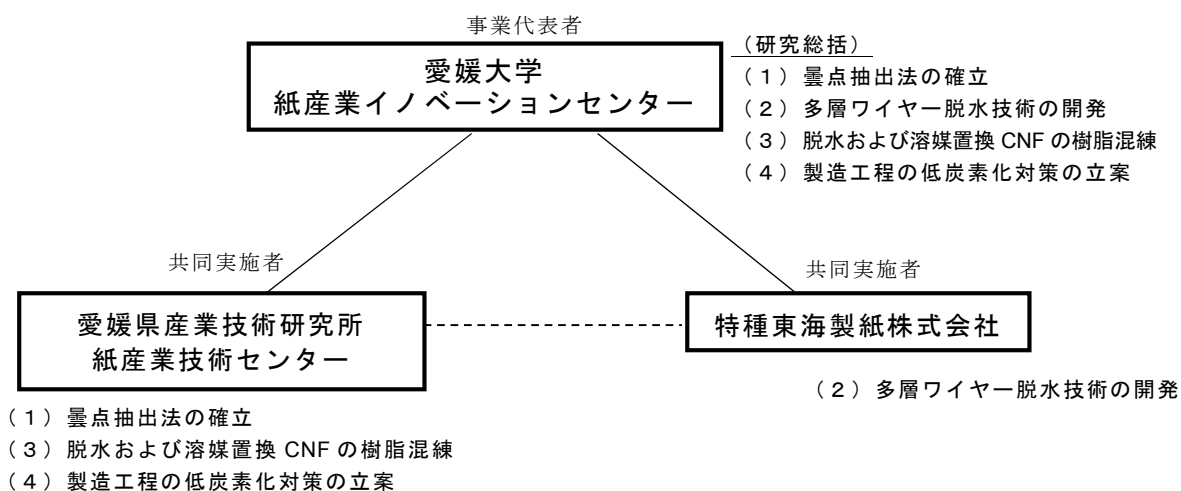 事業代表者
愛媛大学
紙産業イノベーションセンター
(研究総括)
(1)曇点抽出法の確立
(2)多層ワイヤー脱水技術の開発
(3)脱水および溶媒置換 CNF の樹脂混練
(4)製造工程の低炭素化対策の立案
共同実施者
愛媛県産業技術研究所
紙産業技術センター
(1)曇点抽出法の確立
(3)脱水および溶媒置換 CNF の樹脂混練
(4)製造工程の低炭素化対策の立案
共同実施者
特種東海製紙株式会社
(2)多層ワイヤー脱水技術の開発